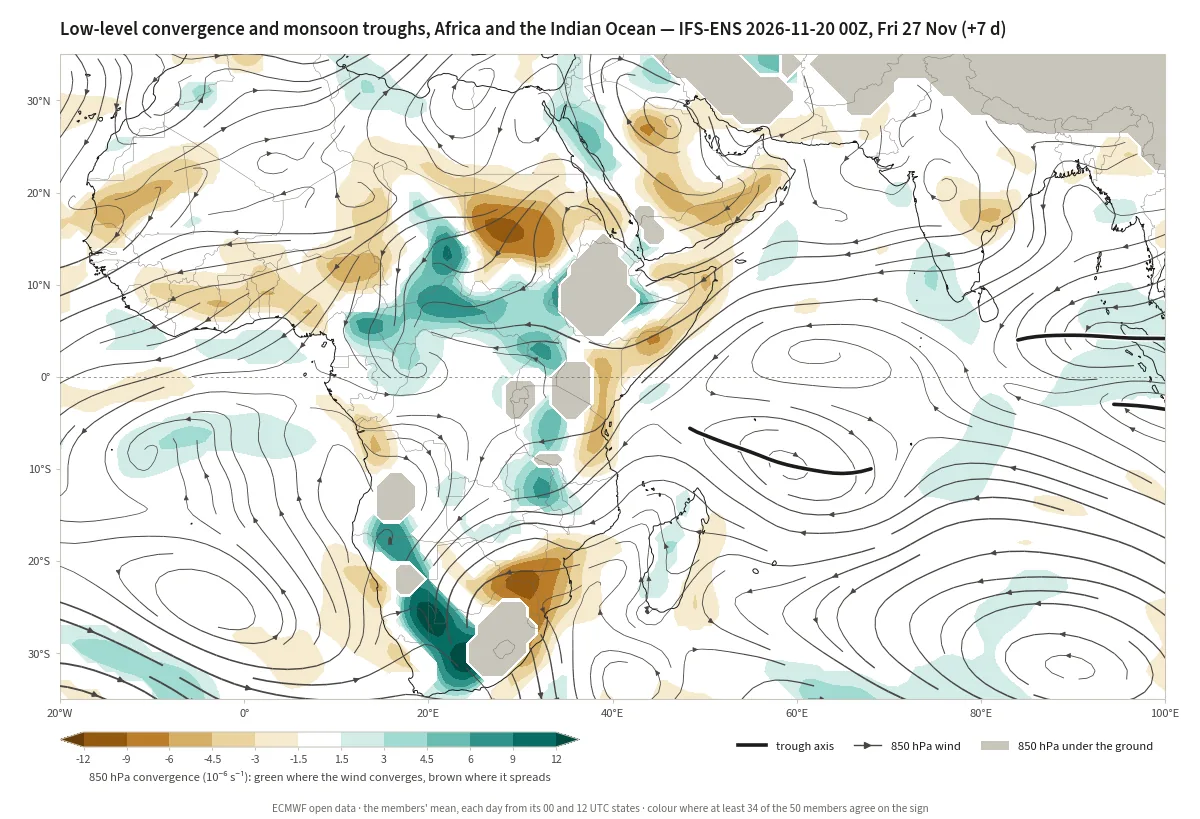 Low-level convergence and monsoon troughs, Africa and the Indian Ocean — IFS-ENS 2026-11-20 00Z, Fri 27 Nov (+7 d)
30°N
20°N
10°N
0°
10°S
20°S
30°S
20°W 0° 20°E 40°E 60°E 80°E 100°E
-12 -9 -6 -4.5 -3 -1.5 1.5 3 4.5 6 9 12
850 hPa convergence (10⁻⁶ s⁻¹): green where the wind converges, brown where it spreads
trough axis 850 hPa wind 850 hPa under the ground
ECMWF open data · the members' mean, each day from its 00 and 12 UTC states · colour where at least 34 of the 50 members agree on the sign